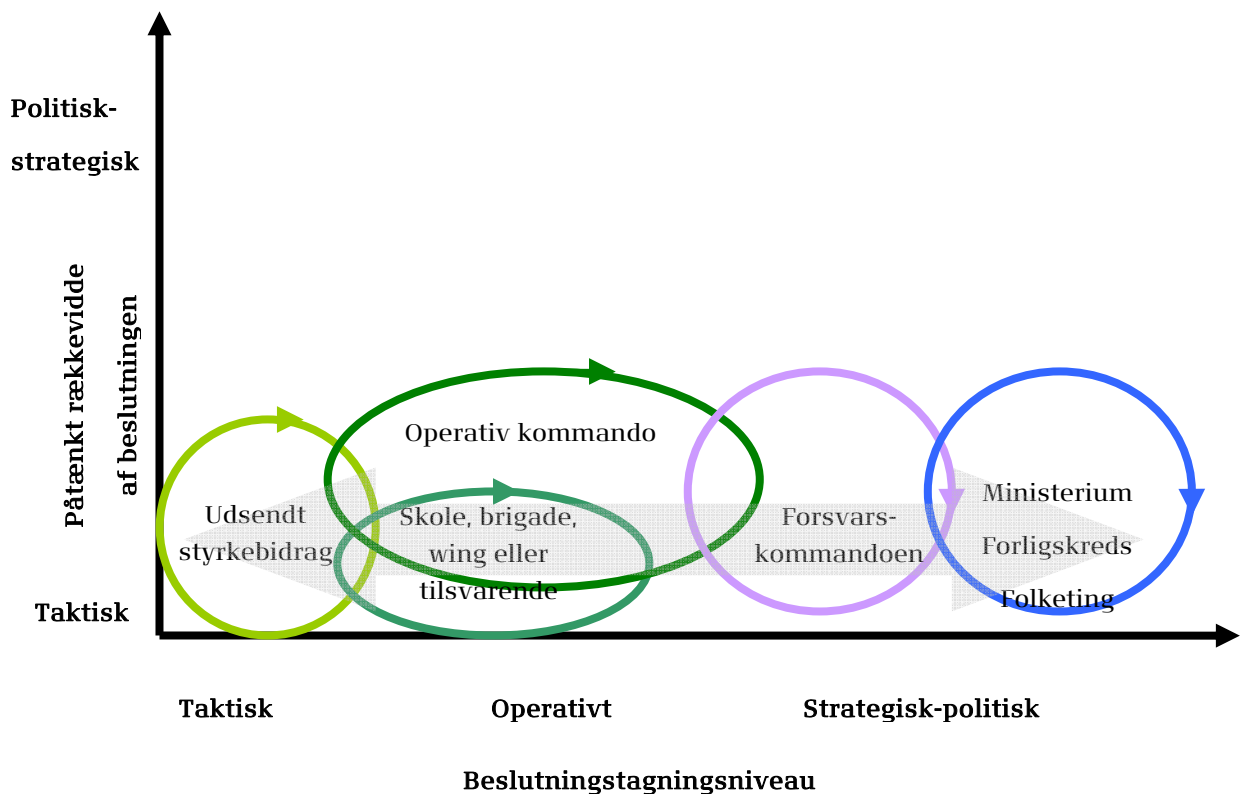 Politisk-
strategisk
Påtænkt rækkevidde
af beslutningen
Operativ kommando
Udsendt
styrkebidrag
Skole, brigade,
wing eller
tilsvarende
Forsvars-
kommandoen
Ministerium
Forligskreds
Folketing
Taktisk
Taktisk
Operativt
Strategisk-politisk
Beslutningstagningsniveau